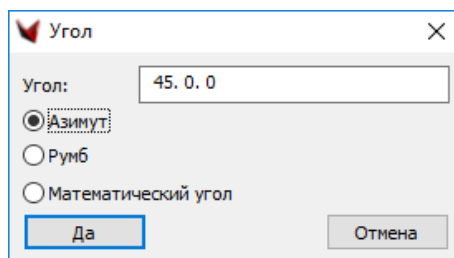 Угол
Угол: 45. 0. 0
Азимут
Румб
Математический угол
Да Отмена